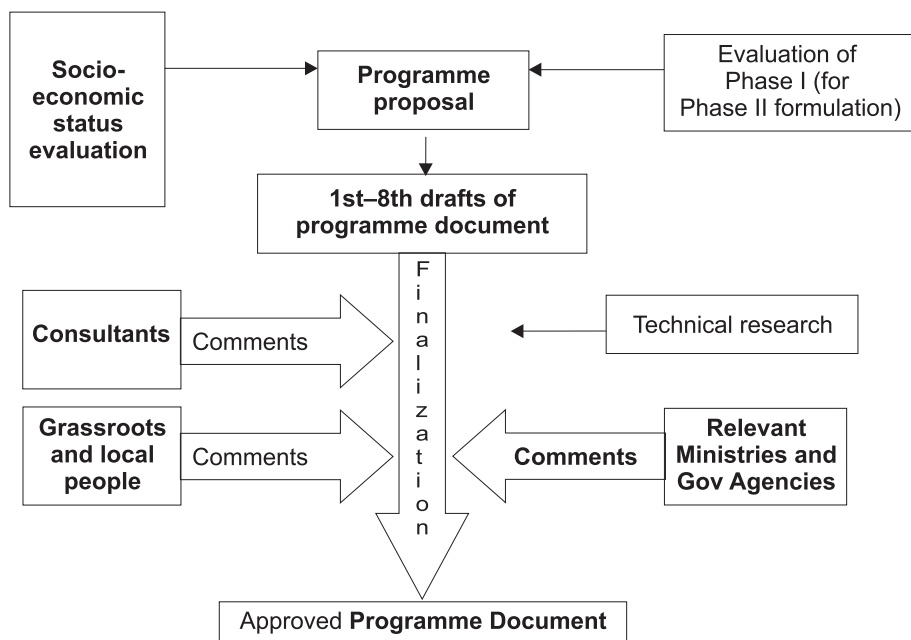 Socio-
economic
status
evaluation
Programme
proposal
Evaluation of
Phase I (for
Phase II formulation)
1st–8th drafts of
programme document
Finalization
Consultants
Comments
Technical research
Grassroots
and local
people
Comments
Comments
Relevant
Ministries and
Gov Agencies
Approved Programme Document